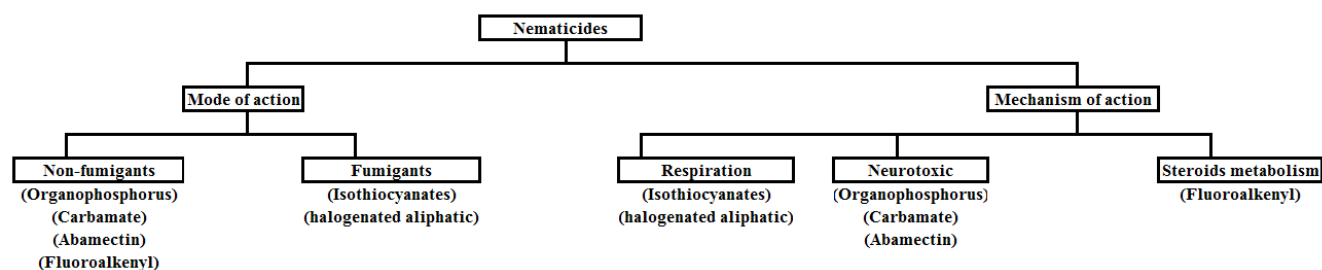 Nematicides
Mode of action
Mechanism of action
Non-fumigants
(Organophosphorus)
(Carbamate)
(Abamectin)
(Fluoroalkenyl)
Fumigants
(Isothiocyanates)
(halogenated aliphatic)
Respiration
(Isothiocyanates)
(halogenated aliphatic)
Neurotoxic
(Organophosphorus)
(Carbamate)
(Abamectin)
Steroids metabolism
(Fluoroalkenyl)